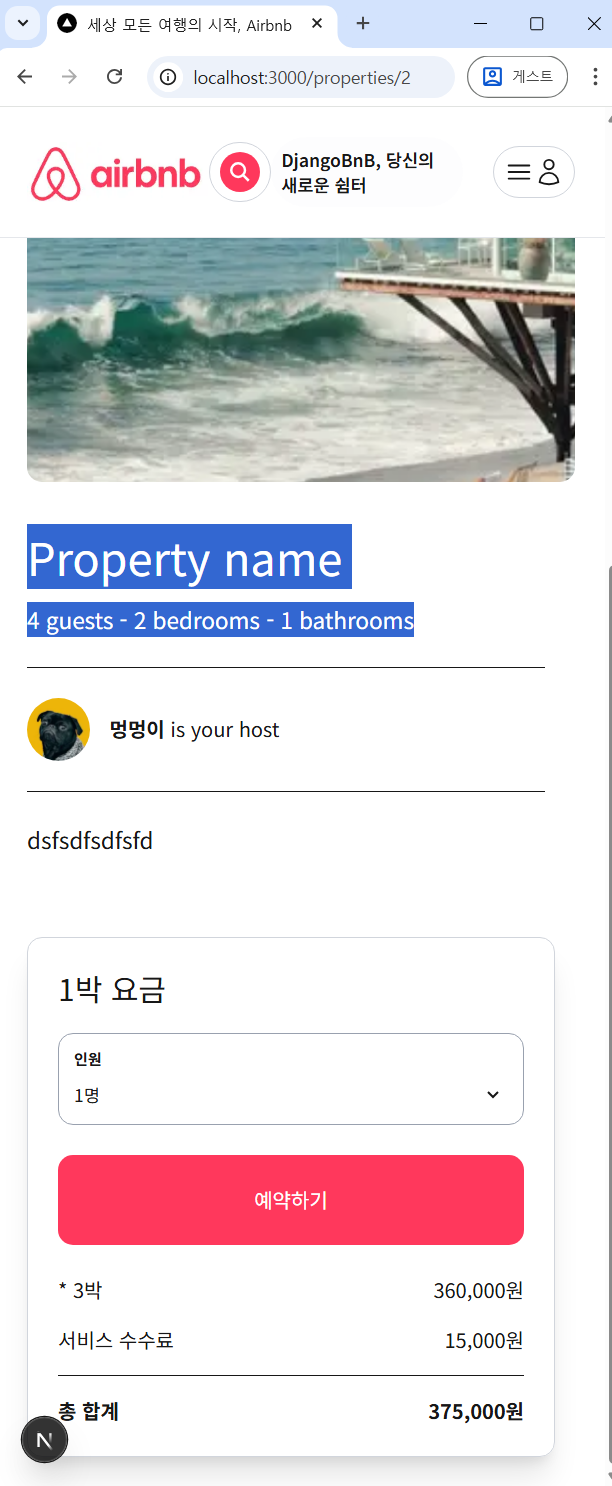 세상 모든 여행의 시작, Airbnb
localhost:3000/properties/2
게스트
airbnb
DjangoBnB, 당신의
새로운 쉼터
Property name
4 guests - 2 bedrooms - 1 bathrooms
멍멍이 is your host
dsfsdfsdfsfd
1박 요금
인원
1명
예약하기
* 3박 360,000원
서비스 수수료 15,000원
총 합계 375,000원
N